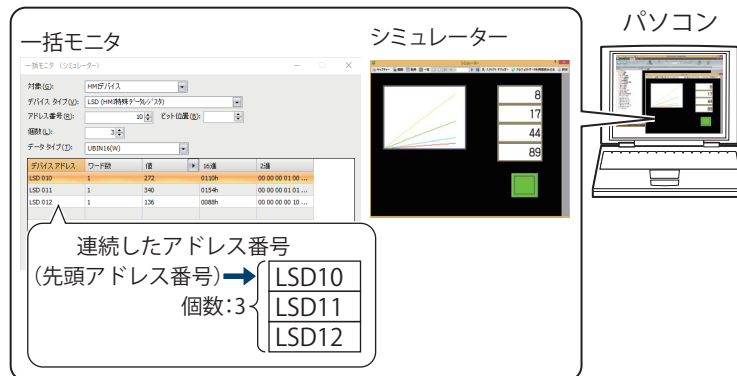 パソコン
一括モニタ
シミュレーター
一括モニタ (シミュレーター)
対象(G): HMIデバイス
デバイス タイプ(V): LSD (HMI特殊データレジスタ)
アドレス番号(R): 10 ビット位置(B):
個数(L): 3
データ タイプ(T): UBIN16(W)
デバイスアドレス ワード数 値 16進 2進
LSD 010 1 272 0110h 00 00 00 01 00 ...
LSD 011 1 340 0154h 00 00 00 01 01 ...
LSD 012 1 136 0088h 00 00 00 00 10 ...
シミュレーター
8
17
44
89
連続したアドレス番号
(先頭アドレス番号)
LSD10
個数:3
LSD11
LSD12